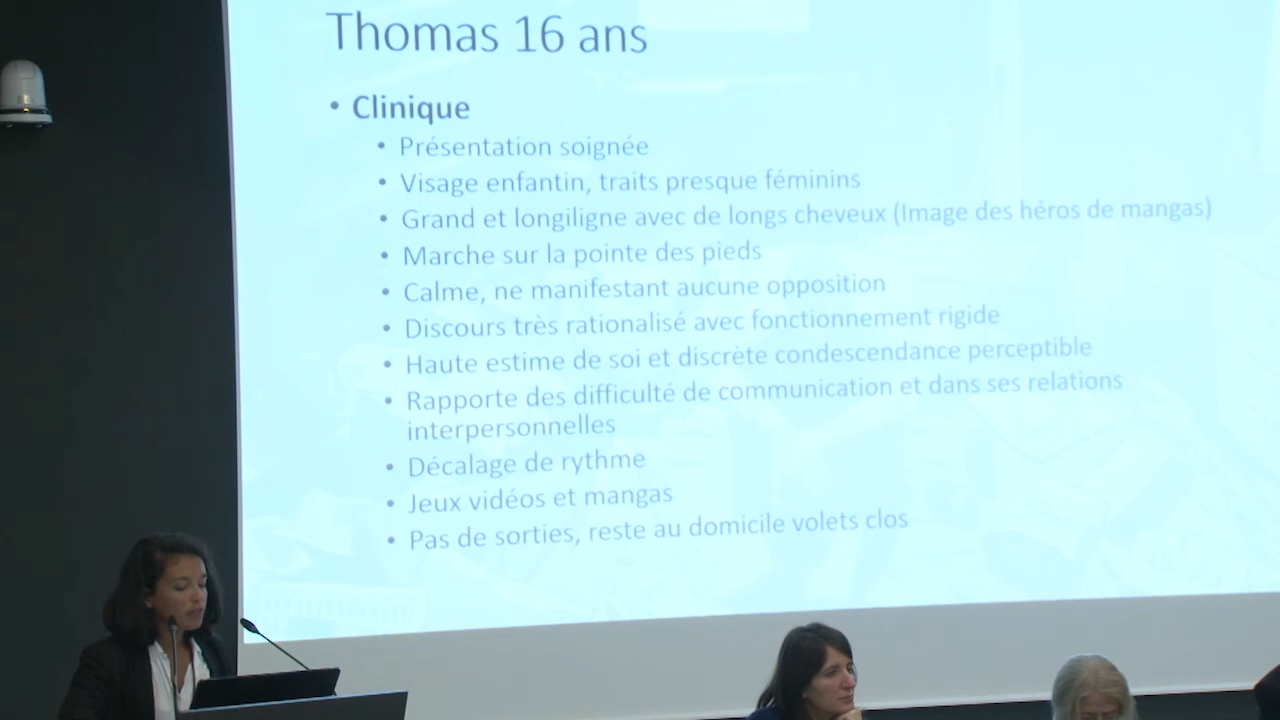 Thomas 16 ans
• Clinique
• Présentation soignée
• Visage enfantin, traits presque féminins
• Grand et longiligne avec de longs cheveux (Image des héros de mangas)
• Marche sur la pointe des pieds
• Calme, ne manifestant aucune opposition
• Discours très rationalisé avec fonctionnement rigide
• Haute estime de soi et discrète condescendance perceptible
• Rapporte des difficulté de communication et dans ses relations
interpersonnelles
• Décalage de rythme
• Jeux vidéos et mangas
• Pas de sorties, reste au domicile volets clos